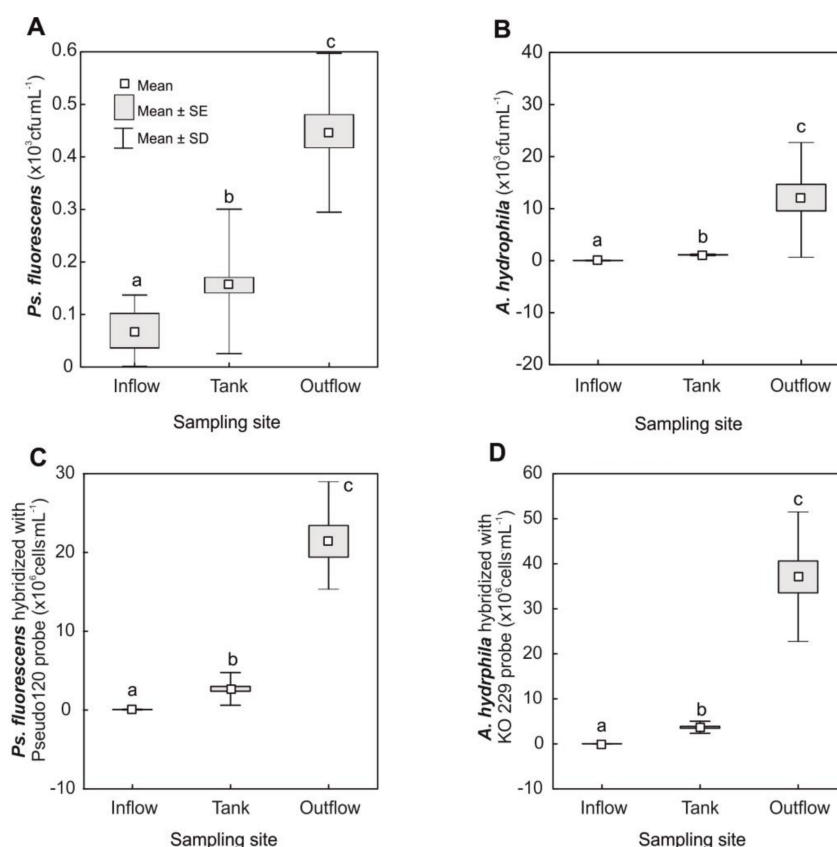 A
Ps. fluorescens (x10³cfu·mL⁻¹)
0.6
0.5
0.4
0.3
0.2
0.1
0
Mean
Mean ± SE
Mean ± SD
a
b
c
Inflow Tank Outflow
Sampling site
B
A. hydrophila (x10³cfu·mL⁻¹)
40
30
20
10
0
-10
-20
a
b
c
Inflow Tank Outflow
Sampling site
C
Ps. fluorescens hybridized with
Pseudo120 probe (x10⁶cells·mL⁻¹)
30
20
10
0
-10
a
b
c
Inflow Tank Outflow
Sampling site
D
A. hydrphila hybridized with
KO 229 probe (x10⁶cells·mL⁻¹)
60
50
40
30
20
10
0
-10
a
b
c
Inflow Tank Outflow
Sampling site